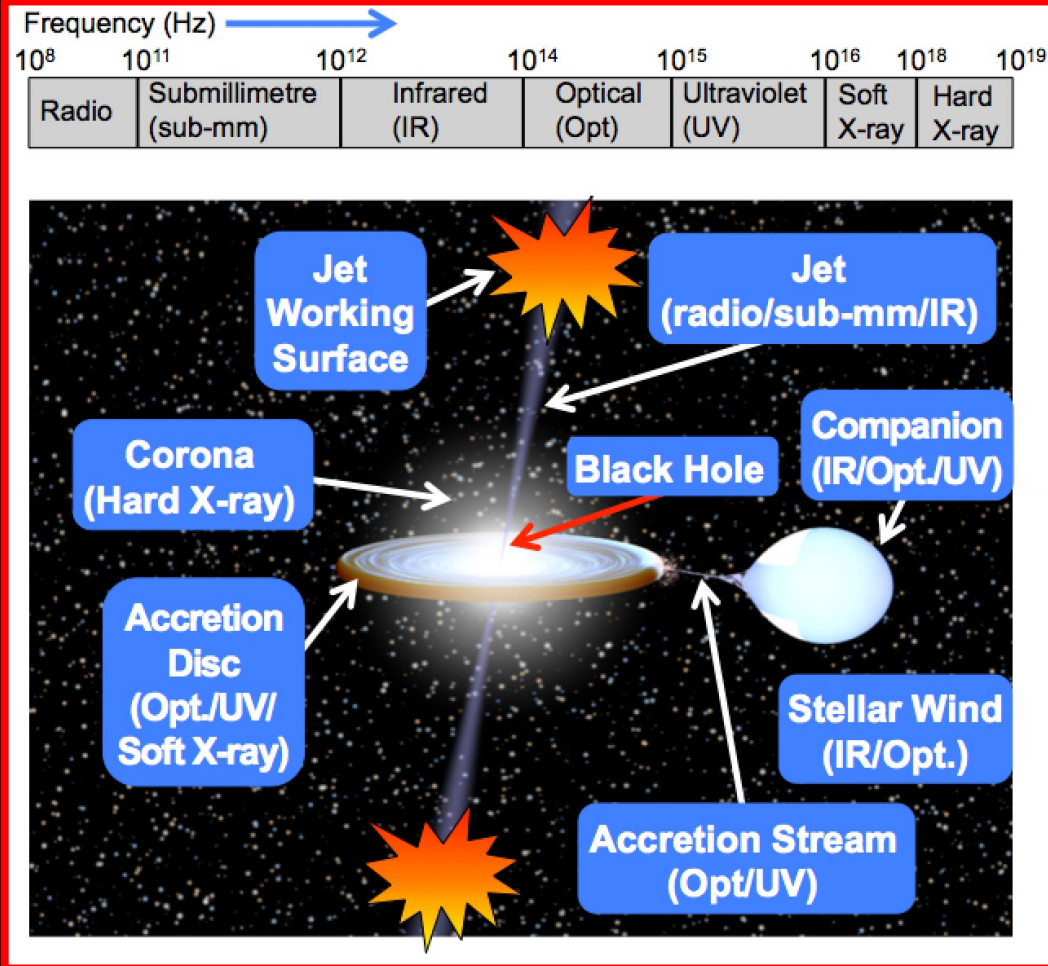 Frequency (Hz)
10⁸ 10¹¹ 10¹² 10¹⁴ 10¹⁵ 10¹⁶ 10¹⁸ 10¹⁹
Radio
Submillimetre
(sub-mm)
Infrared
(IR)
Optical
(Opt)
Ultraviolet
(UV)
Soft
X-ray
Hard
X-ray
Jet
Working
Surface
Jet
(radio/sub-mm/IR)
Corona
(Hard X-ray)
Black Hole
Companion
(IR/Opt./UV)
Accretion
Disc
(Opt./UV/
Soft X-ray)
Stellar Wind
(IR/Opt.)
Accretion Stream
(Opt/UV)